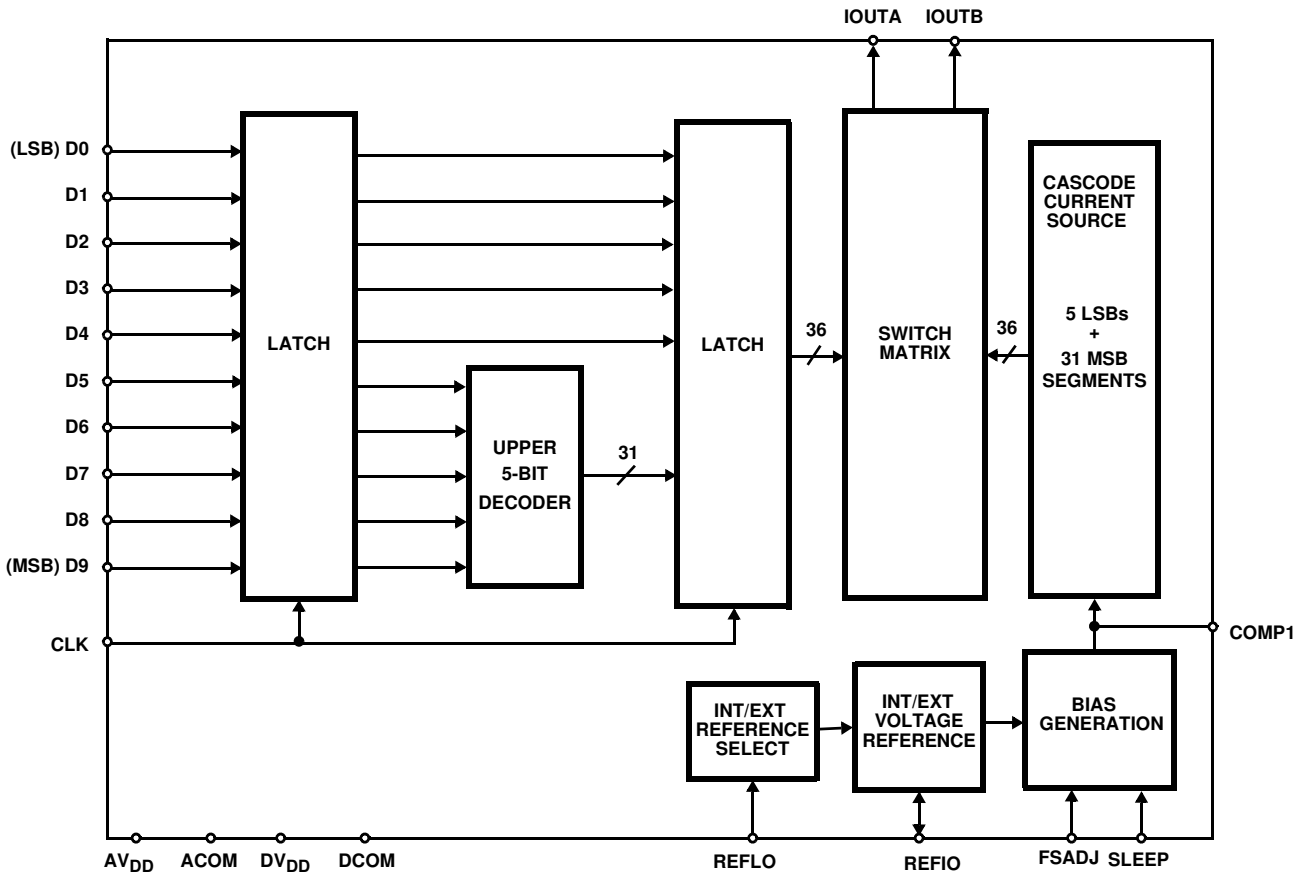 IOUTA IOUTB
(LSB) D0
D1
D2
D3
D4
D5
D6
D7
D8
(MSB) D9
CLK
LATCH
UPPER
5-BIT
DECODER
31
LATCH
36
SWITCH
MATRIX
36
CASCODE
CURRENT
SOURCE
5 LSBs
+
31 MSB
SEGMENTS
COMP1
INT/EXT
REFERENCE
SELECT
INT/EXT
VOLTAGE
REFERENCE
BIAS
GENERATION
AVDD ACOM DVDD DCOM REFLO REFIO FSADJ SLEEP